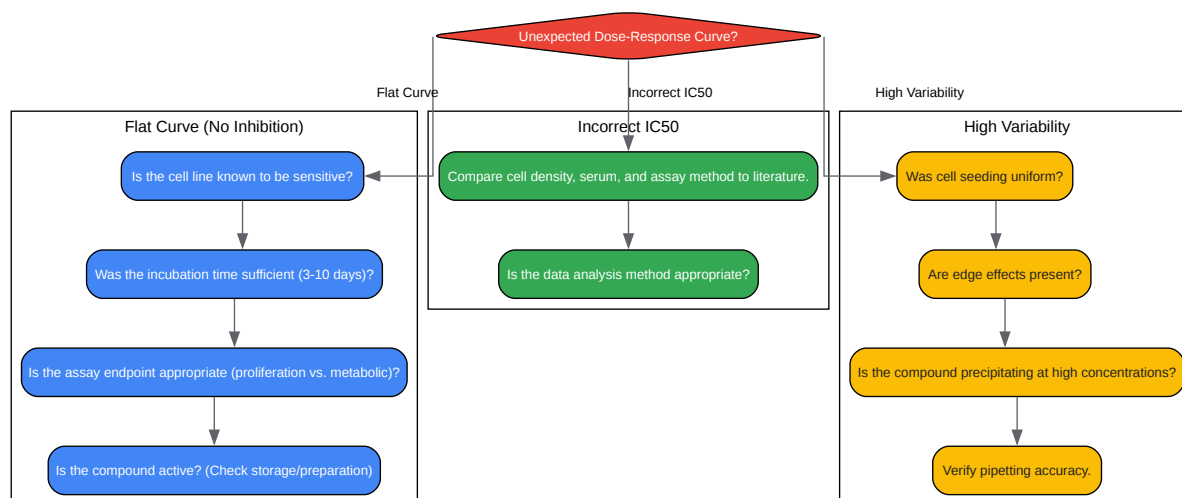 Unexpected Dose-Response Curve?
Flat Curve
Incorrect IC50
High Variability
Flat Curve (No Inhibition)
Is the cell line known to be sensitive?
Was the incubation time sufficient (3-10 days)?
Is the assay endpoint appropriate (proliferation vs. metabolic)?
Is the compound active? (Check storage/preparation)
Incorrect IC50
Compare cell density, serum, and assay method to literature.
Is the data analysis method appropriate?
High Variability
Was cell seeding uniform?
Are edge effects present?
Is the compound precipitating at high concentrations?
Verify pipetting accuracy.